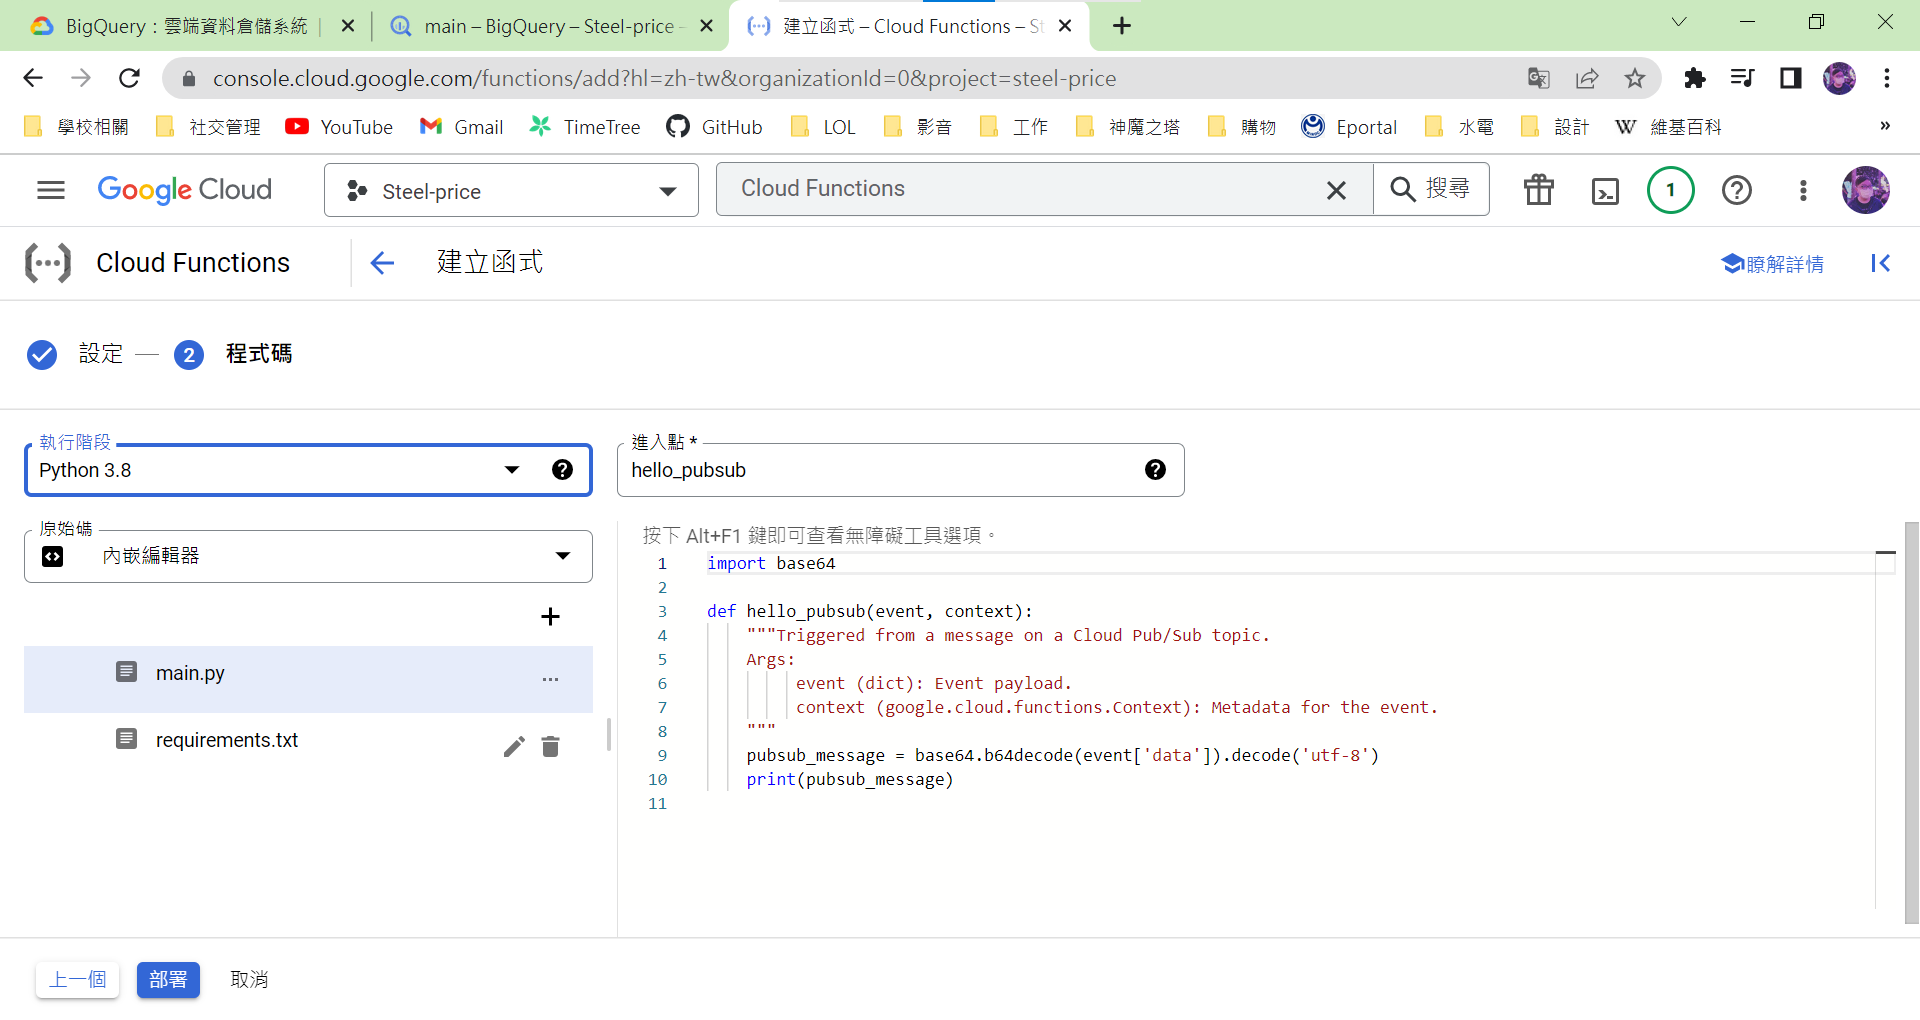 BigQuery：雲端資料倉儲系統
main – BigQuery – Steel-price -
建立函式 – Cloud Functions – St
console.cloud.google.com/functions/add?hl=zh-tw&organizationId=0&project=steel-price
學校相關
社交管理
YouTube
Gmail
TimeTree
GitHub
LOL
影音
工作
神魔之塔
購物
Eportal
水電
設計
W 維基百科
»
Google Cloud
Steel-price
Cloud Functions
搜尋
1
Cloud Functions
建立函式
瞭解詳情
設定
2 程式碼
執行階段
Python 3.8
進入點 *
hello_pubsub
原始碼
內嵌編輯器
main.py
requirements.txt
按下 Alt+F1 鍵即可查看無障礙工具選項。
1 import base64
2
3 def hello_pubsub(event, context):
4 """Triggered from a message on a Cloud Pub/Sub topic.
5 Args:
6 event (dict): Event payload.
7 context (google.cloud.functions.Context): Metadata for the event.
8 """
9 pubsub_message = base64.b64decode(event['data']).decode('utf-8')
10 print(pubsub_message)
11
上一個
部署
取消